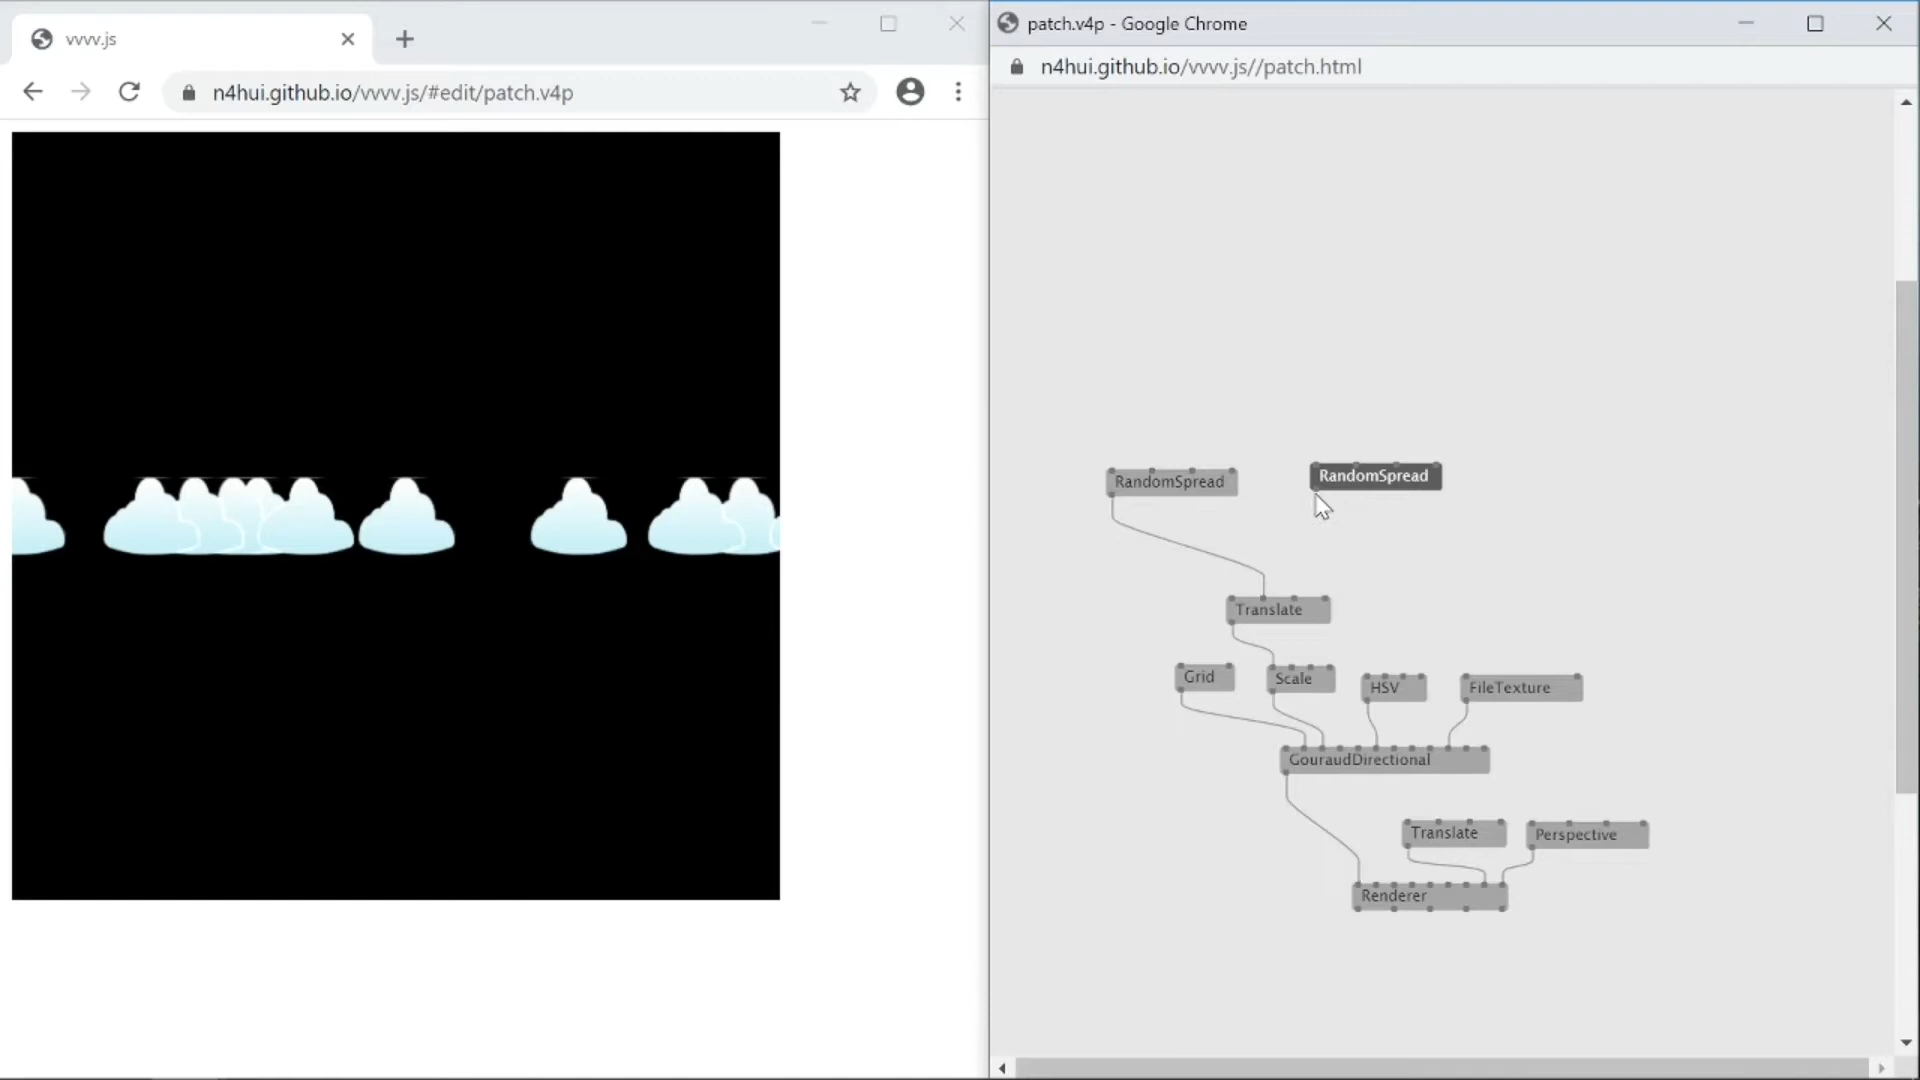 vvvv.js
n4hui.github.io/vvvv.js/#edit/patch.v4p
patch.v4p - Google Chrome
n4hui.github.io/vvvv.js//patch.html
RandomSpread
RandomSpread
Translate
Grid
Scale
HSV
FileTexture
GouraudDirectional
Translate
Perspective
Renderer